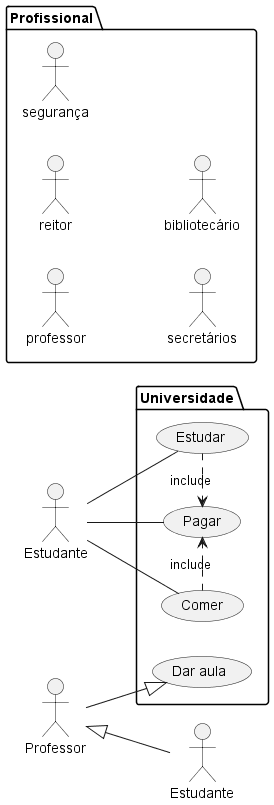 Profissional
segurança
reitor
bibliotecário
professor
secretários
Universidade
Estudar
include
Estudante
Pagar
include
Comer
Dar aula
Professor
Estudante